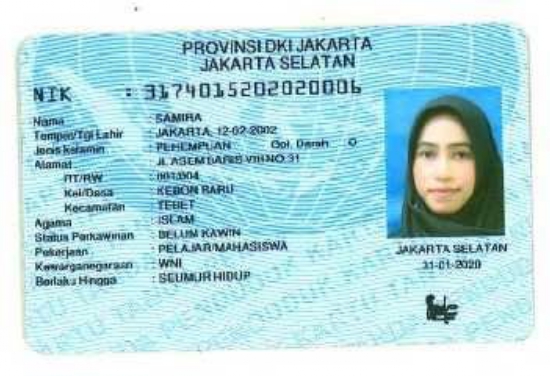 PROVINSI DKI JAKARTA
JAKARTA SELATAN
NIK : 3174015202020006
Nama : SAMIRA
Tempat/Tgl Lahir : JAKARTA, 12-02-2002
Jenis kelamin : PEREMPUAN Gol. Darah O
Alamat : JL ASEM BARIS VIII NO 31
RT/RW
Kel/Desa : KEBON BARU
Kecamatan : TEBET
Agama : ISLAM
Status Perkawinan : BELUM KAWIN
Pekerjaan : PELAJAR/MAHASISWA
Kewarganegaraan : WNI
Berlaku Hingga : SEUMUR HIDUP
JAKARTA SELATAN
31-01-2020